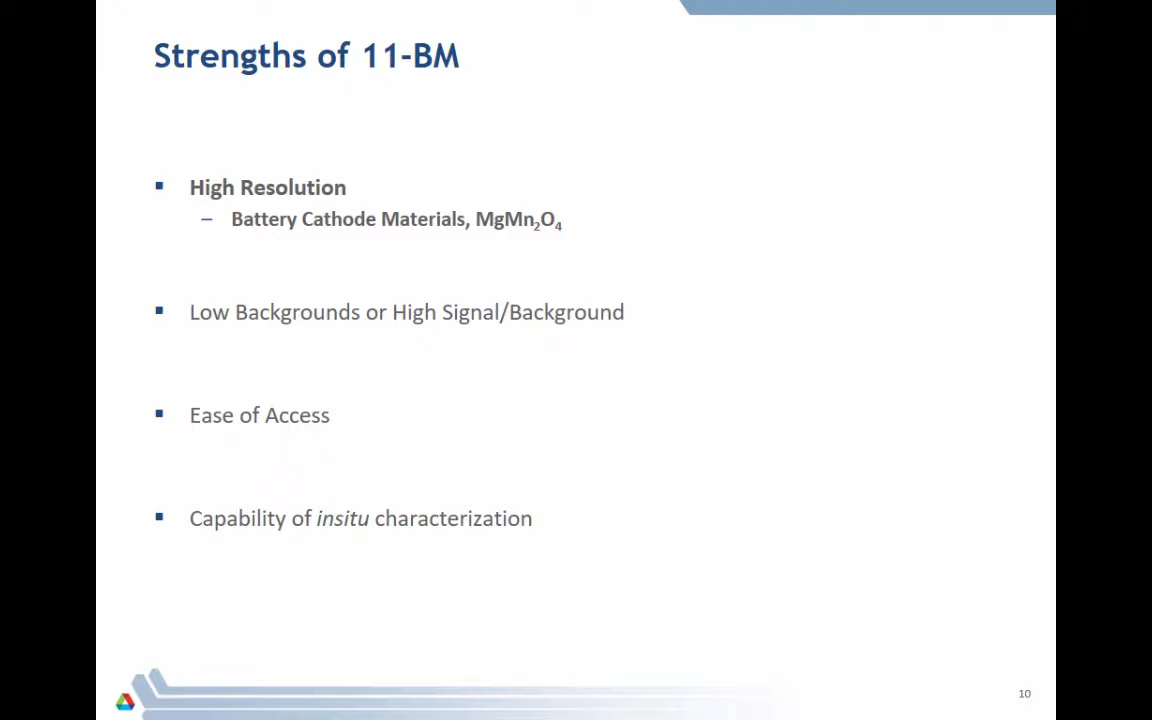 Strengths of 11-BM
▪ High Resolution
– Battery Cathode Materials, MgMn₂O₄
▪ Low Backgrounds or High Signal/Background
▪ Ease of Access
▪ Capability of insitu characterization
10